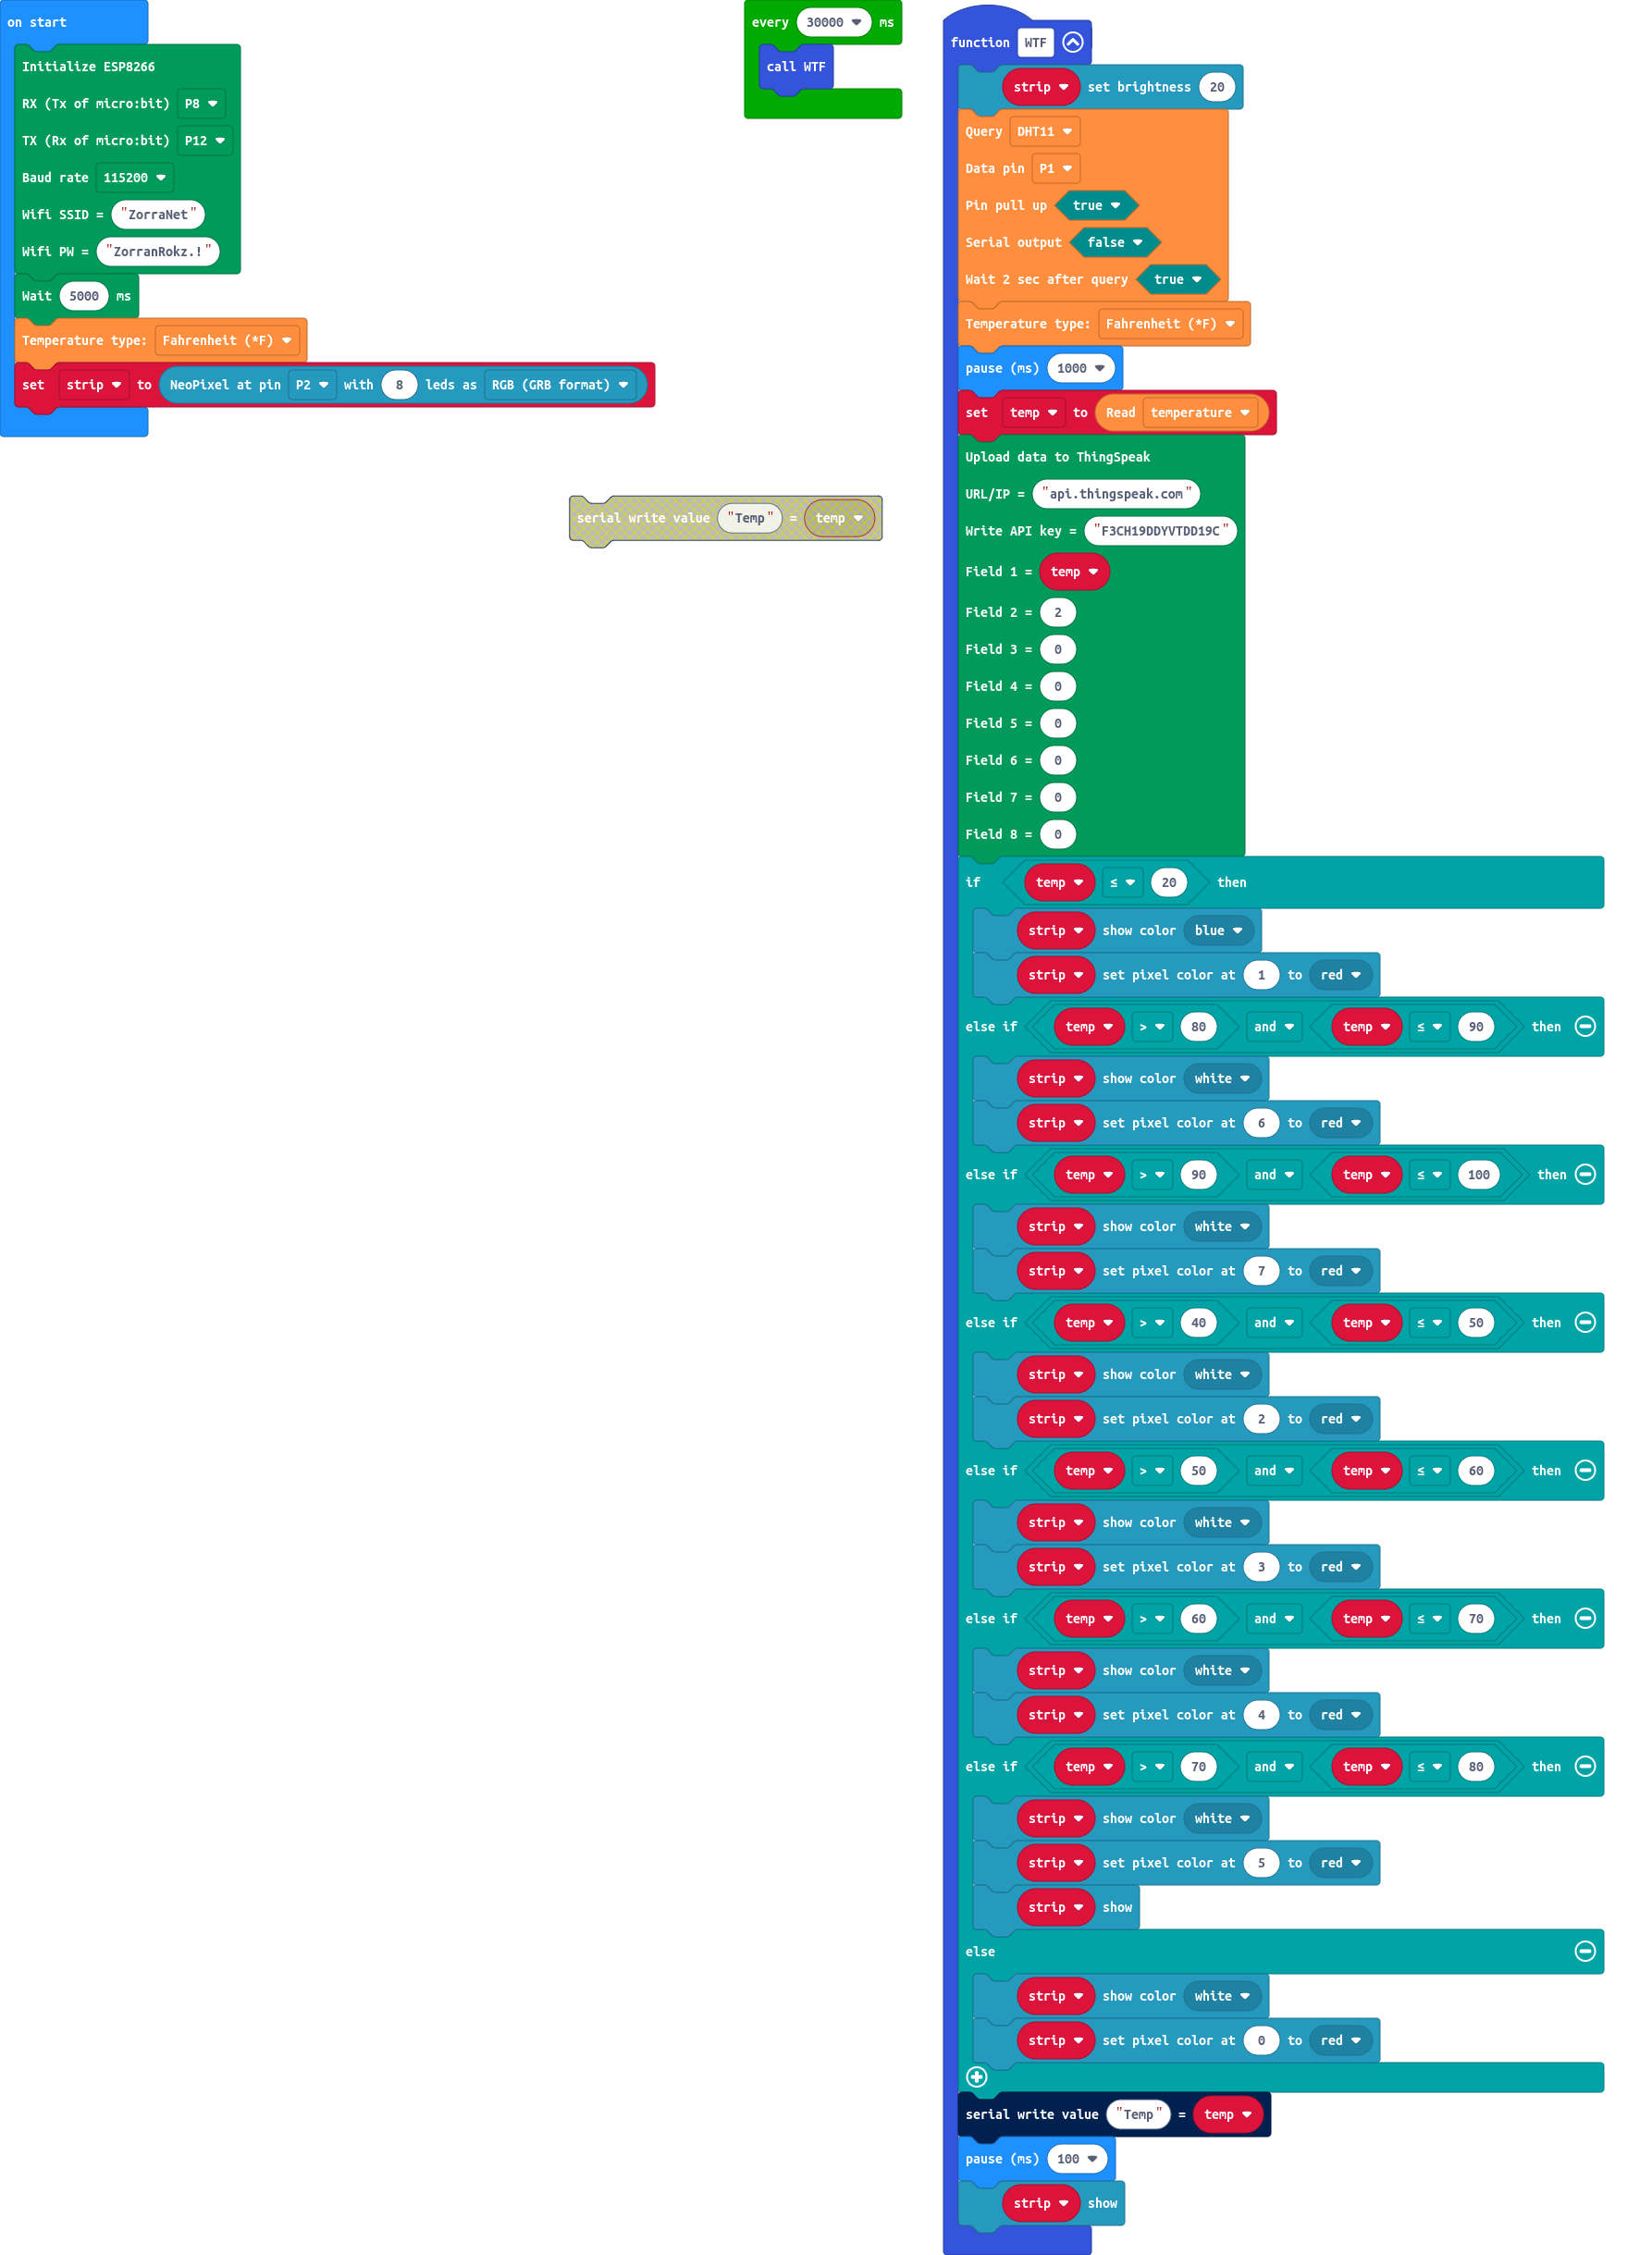 on start
Initialize ESP8266
RX (Tx of micro:bit) P8
TX (Rx of micro:bit) P12
Baud rate 115200
Wifi SSID = "ZorraNet"
Wifi PW = "ZorranRokz.!"
Wait 5000 ms
Temperature type: Fahrenheit (*F)
set strip to NeoPixel at pin P2 with 8 leds as RGB (GRB format)
serial write value "Temp" = temp
every 30000 ms
call WTF
function WTF
strip set brightness 20
Query DHT11
Data pin P1
Pin pull up true
Serial output false
Wait 2 sec after query true
Temperature type: Fahrenheit (*F)
pause (ms) 1000
set temp to Read temperature
Upload data to ThingSpeak
URL/IP = "api.thingspeak.com"
Write API key = "F3CH19DDYVTDD19C"
Field 1 = temp
Field 2 = 2
Field 3 = 0
Field 4 = 0
Field 5 = 0
Field 6 = 0
Field 7 = 0
Field 8 = 0
if temp ≤ 20 then
strip show color blue
strip set pixel color at 1 to red
else if temp > 80 and temp ≤ 90 then
strip show color white
strip set pixel color at 6 to red
else if temp > 90 and temp ≤ 100 then
strip show color white
strip set pixel color at 7 to red
else if temp > 40 and temp ≤ 50 then
strip show color white
strip set pixel color at 2 to red
else if temp > 50 and temp ≤ 60 then
strip show color white
strip set pixel color at 3 to red
else if temp > 60 and temp ≤ 70 then
strip show color white
strip set pixel color at 4 to red
else if temp > 70 and temp ≤ 80 then
strip show color white
strip set pixel color at 5 to red
strip show
else
strip show color white
strip set pixel color at 0 to red
serial write value "Temp" = temp
pause (ms) 100
strip show